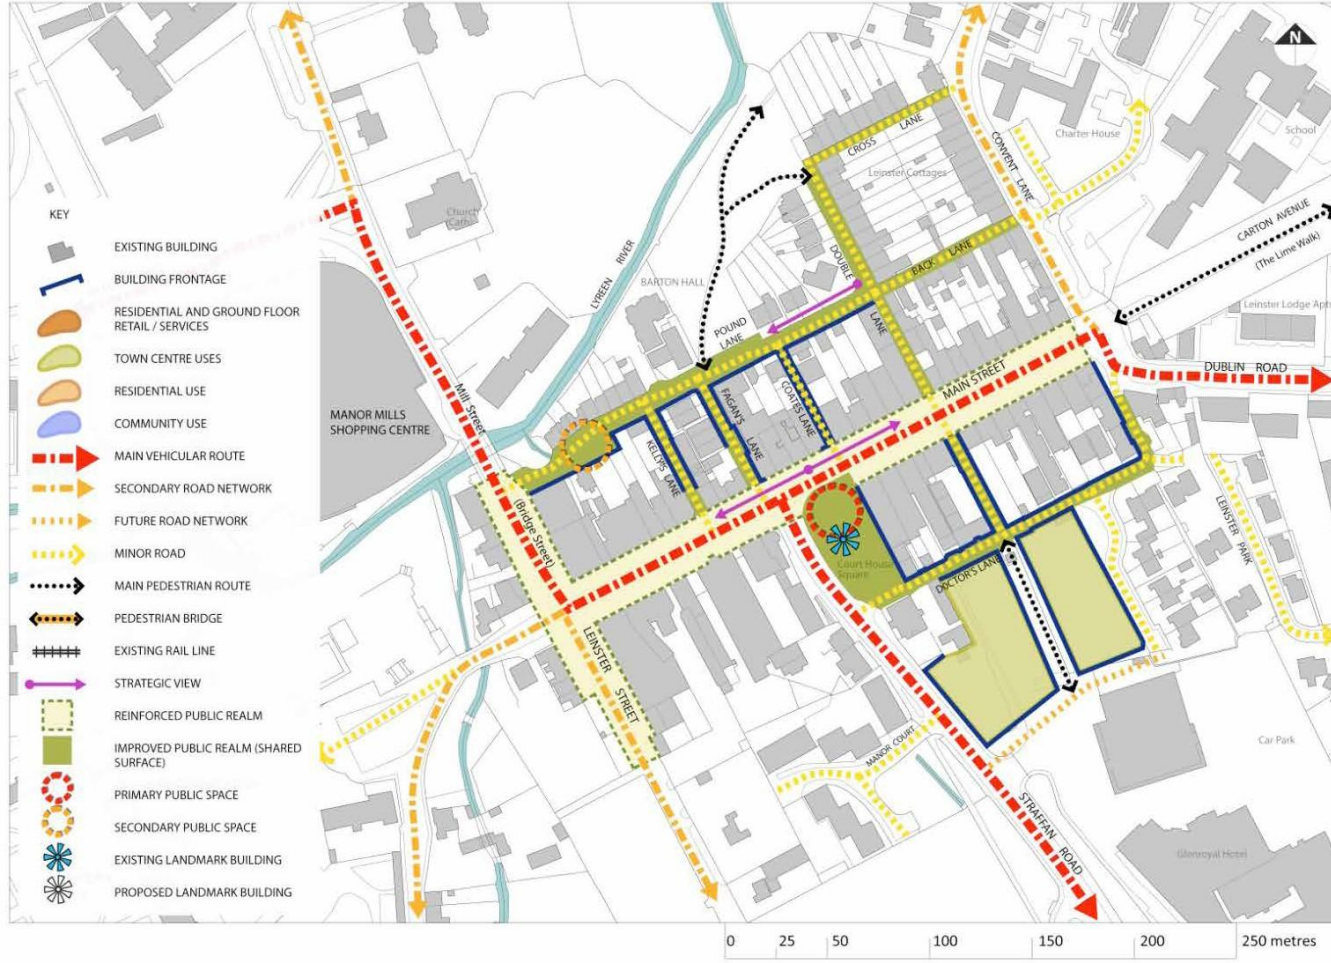 N
KEY
EXISTING BUILDING
BUILDING FRONTAGE
RESIDENTIAL AND GROUND FLOOR
RETAIL / SERVICES
TOWN CENTRE USES
RESIDENTIAL USE
COMMUNITY USE
MAIN VEHICULAR ROUTE
SECONDARY ROAD NETWORK
FUTURE ROAD NETWORK
MINOR ROAD
MAIN PEDESTRIAN ROUTE
PEDESTRIAN BRIDGE
EXISTING RAIL LINE
STRATEGIC VIEW
REINFORCED PUBLIC REALM
IMPROVED PUBLIC REALM (SHARED
SURFACE)
PRIMARY PUBLIC SPACE
SECONDARY PUBLIC SPACE
EXISTING LANDMARK BUILDING
PROPOSED LANDMARK BUILDING
MANOR MILLS
SHOPPING CENTRE
Church
(Cath)
Mill Street
(Bridge Street)
LYREEN RIVER
BARTON HALL
POUND
LANE
CROSS LANE
Leinster Cottages
DOUBLE
LANE
BACK LANE
CONVENT LANE
Charter House
School
CARTON AVENUE
(The Lime Walk)
Leinster Lodge Apts
DUBLIN ROAD
MAIN STREET
COATES LANE
FAGAN'S
LANE
KELLY'S LANE
LEINSTER
STREET
Court House
Square
DOCTOR'S LANE
LEINSTER PARK
MANOR COURT
STRAFFAN
ROAD
Car Park
Glenroyal Hotel
0 25 50 100 150 200 250 metres